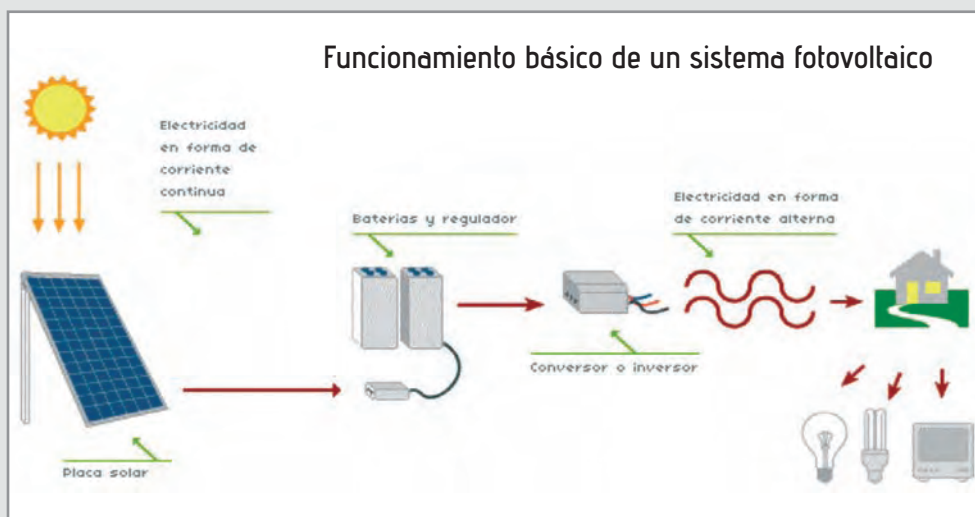 Funcionamiento básico de un sistema fotovoltaico
Electricidad
en forma de
corriente
continua
Baterias y regulador
Electricidad en forma
de corriente alterna
Conversor o inversor
Placa solar